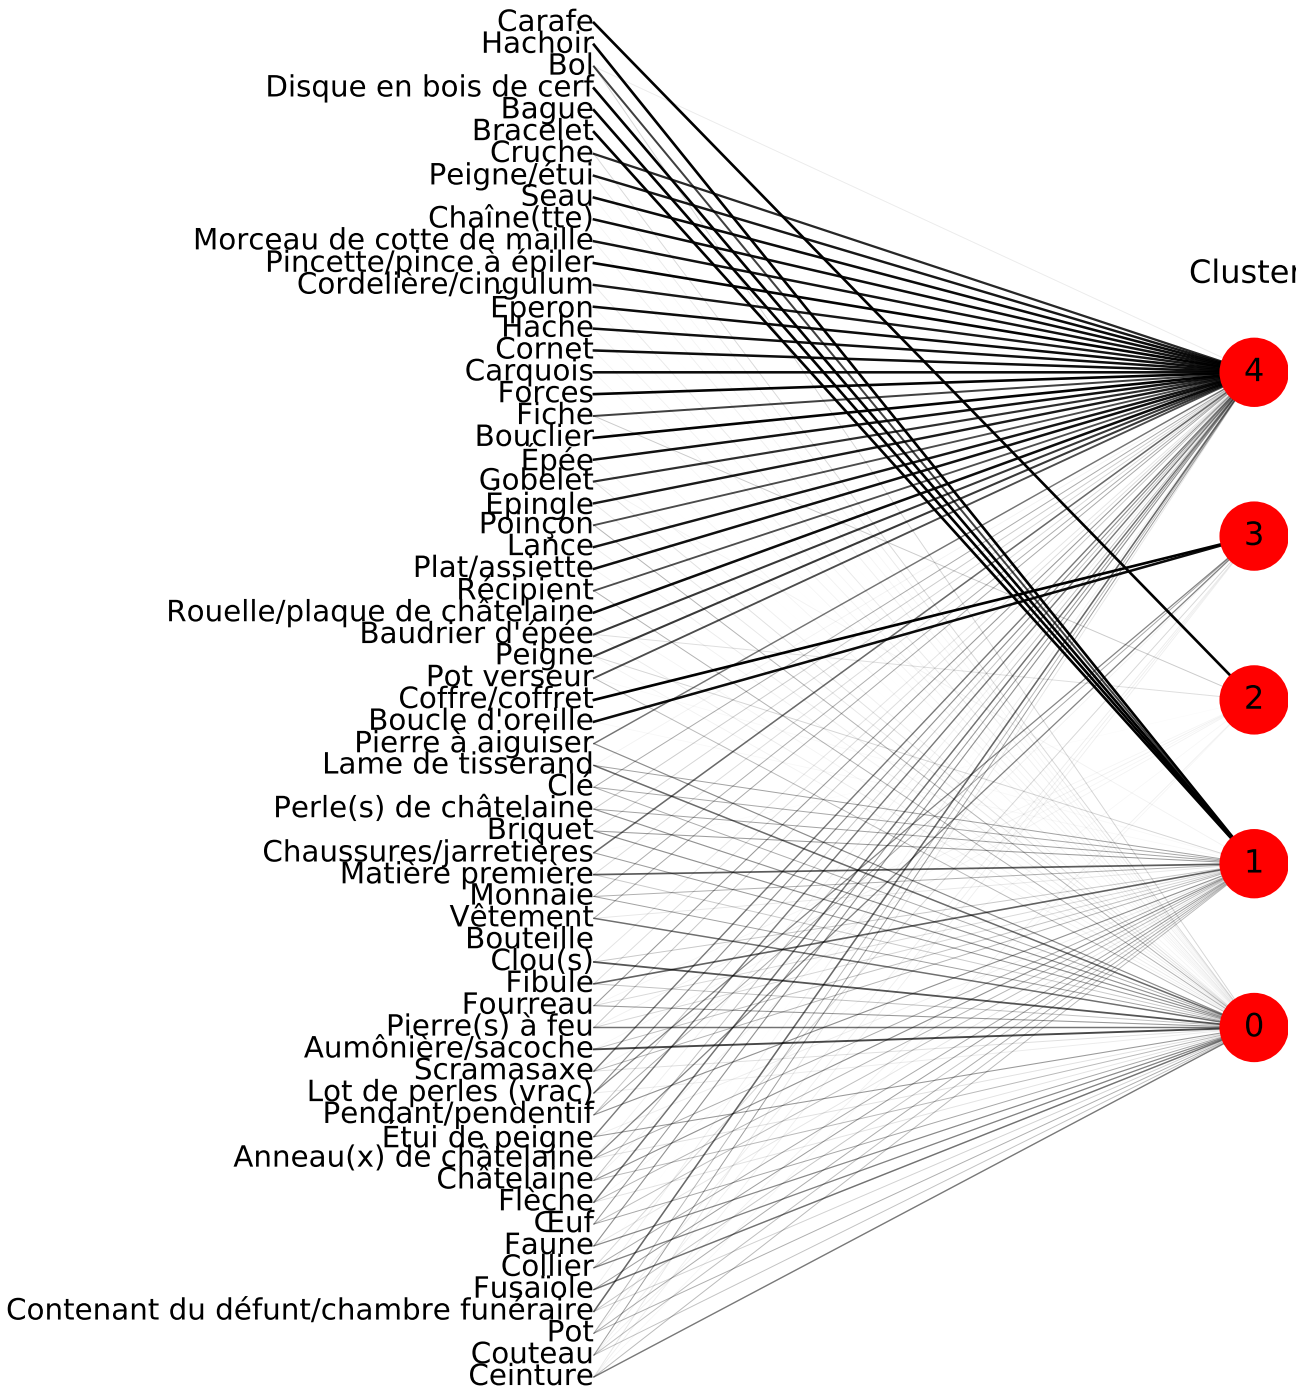 Carafe
Hachoir
Bol
Disque en bois de cerf
Bague
Bracelet
Cruche
Peigne/étui
Seau
Chaîne(tte)
Morceau de cotte de maille
Pincette/pince à épiler
Cordelière/cingulum
Éperon
Hache
Cornet
Carquois
Forces
Fiche
Bouclier
Épée
Gobelet
Épingle
Poinçon
Lance
Plat/assiette
Récipient
Rouelle/plaque de châtelaine
Baudrier d'épée
Peigne
Pot verseur
Coffre/coffret
Boucle d'oreille
Pierre à aiguiser
Lame de tisserand
Clé
Perle(s) de châtelaine
Briquet
Chaussures/jarretières
Matière première
Monnaie
Vêtement
Bouteille
Clou(s)
Fibule
Fourreau
Pierre(s) à feu
Aumônière/sacoche
Scramasaxe
Lot de perles (vrac)
Pendant/pendentif
Étui de peigne
Anneau(x) de châtelaine
Châtelaine
Flèche
Œuf
Faune
Collier
Fusaïole
Contenant du défunt/chambre funéraire
Pot
Couteau
Ceinture
Cluster
4
3
2
1
0